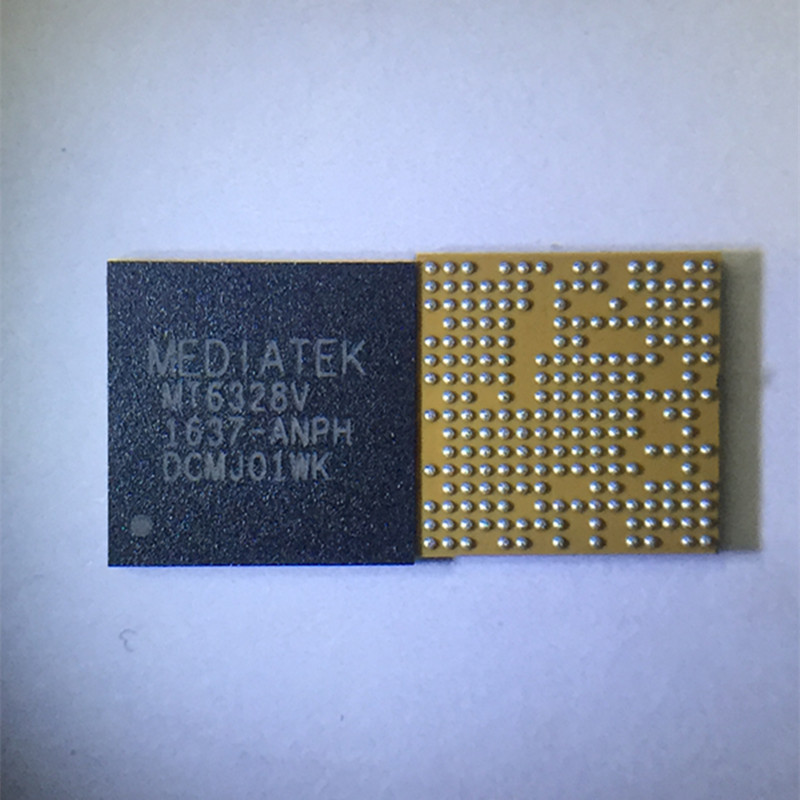 MEDIATEK
MT6328V
1637-ANPH
DCMJ01WK